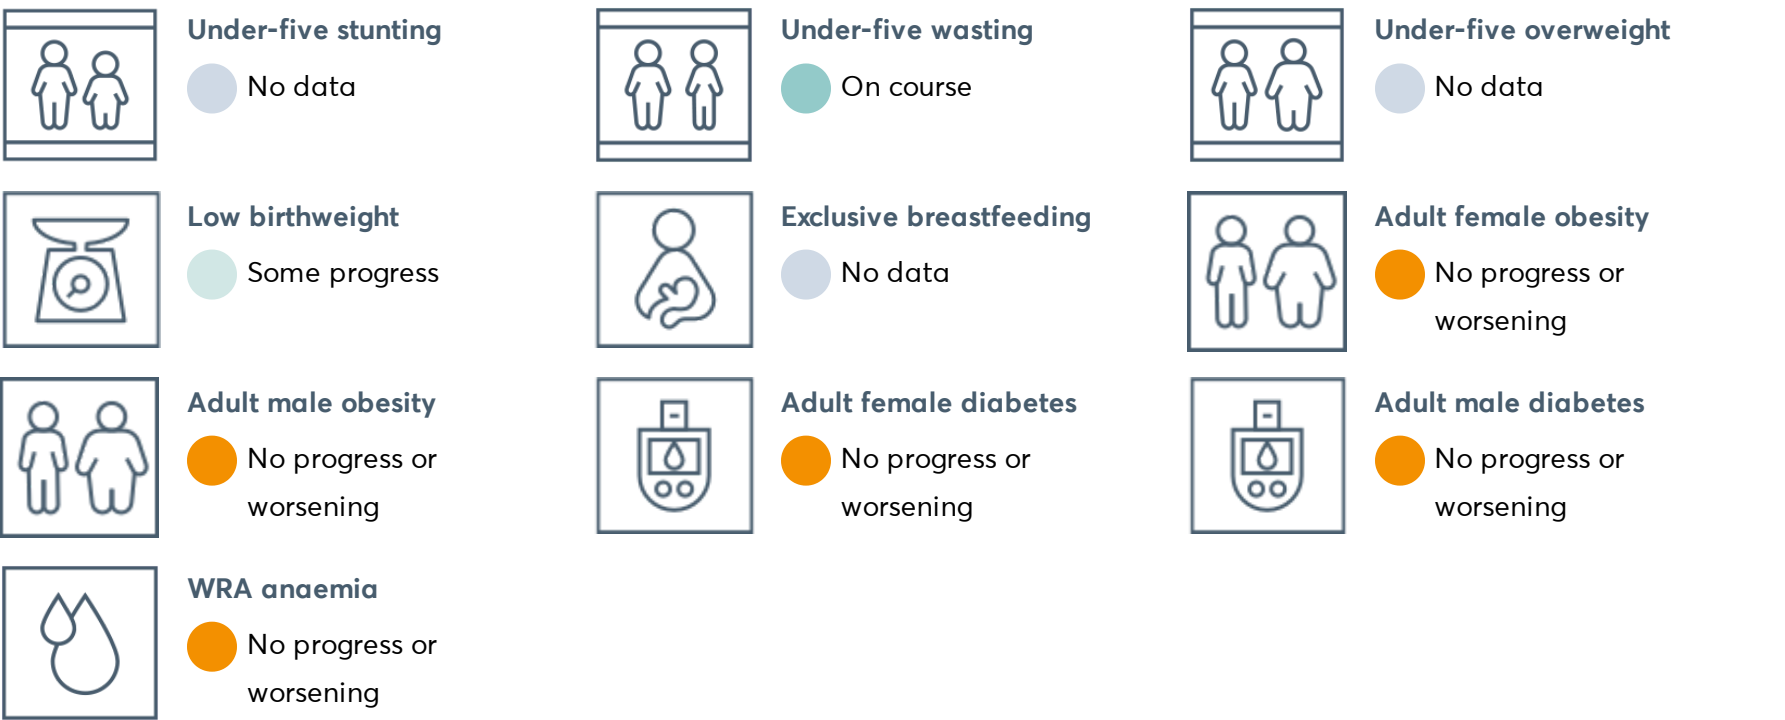 Under-five stunting
No data
Under-five wasting
On course
Under-five overweight
No data
Low birthweight
Some progress
Exclusive breastfeeding
No data
Adult female obesity
No progress or
worsening
Adult male obesity
No progress or
worsening
Adult female diabetes
No progress or
worsening
Adult male diabetes
No progress or
worsening
WRA anaemia
No progress or
worsening